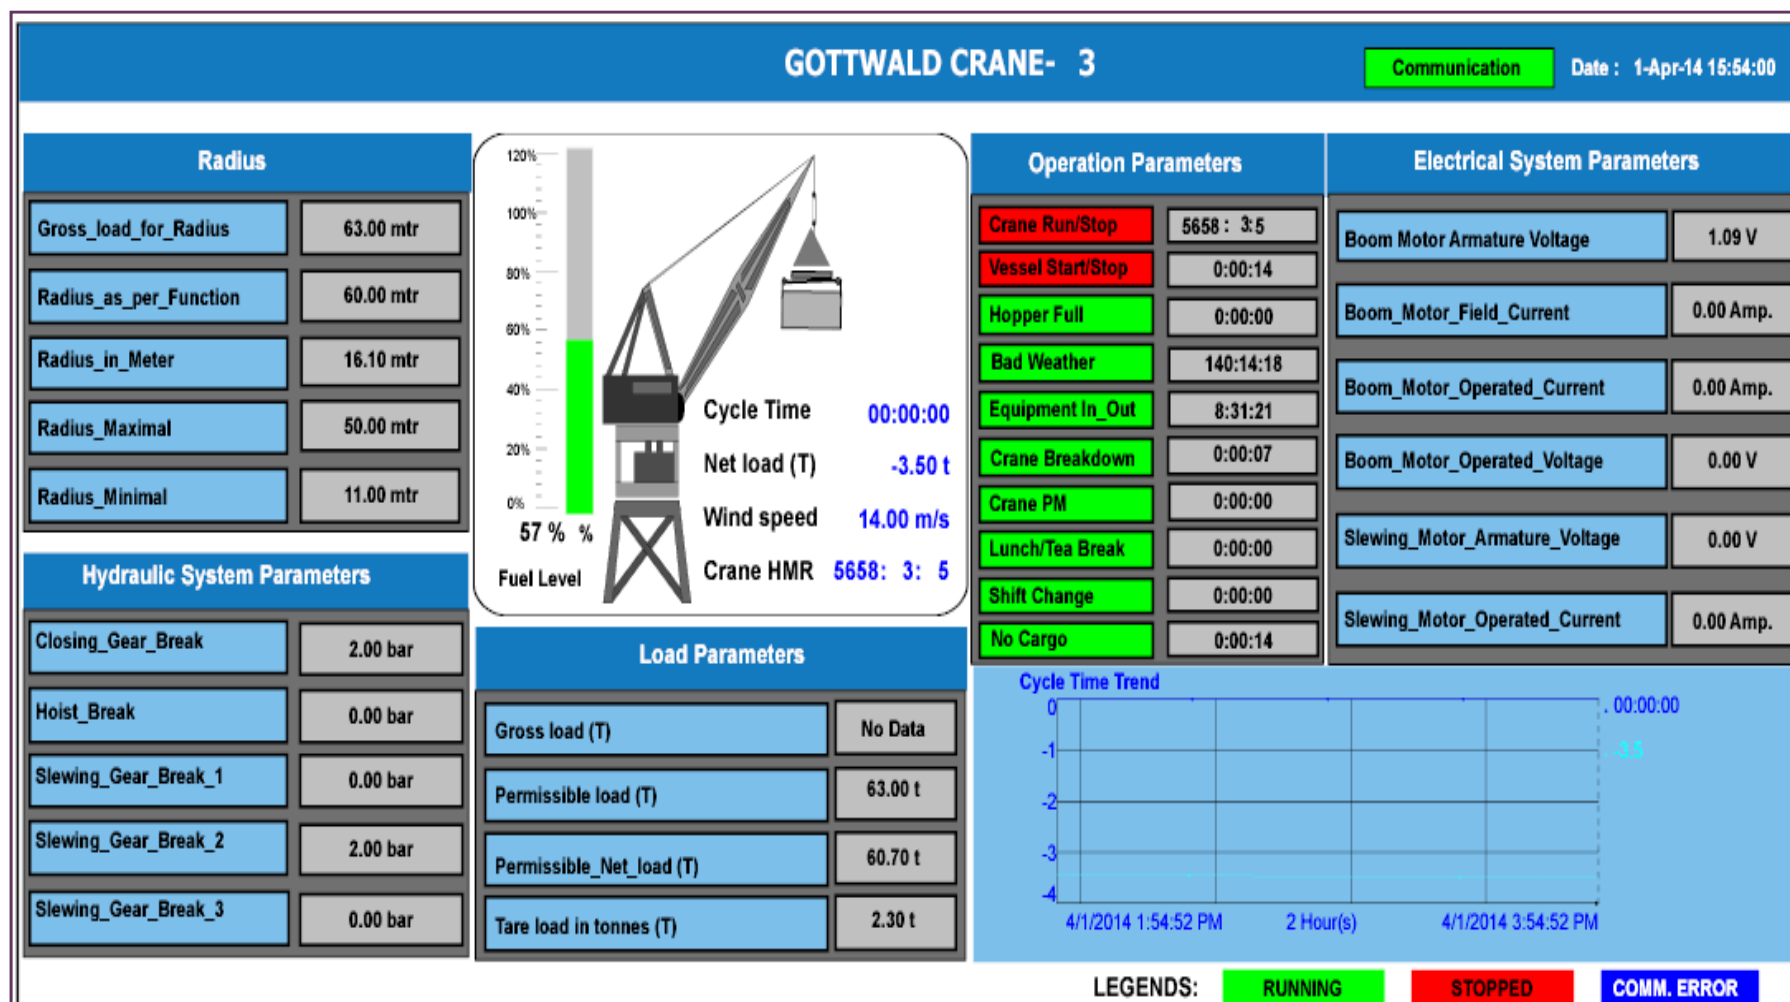 GOTTWALD CRANE- 3
Communication
Date : 1-Apr-14 15:54:00
Radius
Gross_load_for_Radius 63.00 mtr
Radius_as_per_Function 60.00 mtr
Radius_in_Meter 16.10 mtr
Radius_Maximal 50.00 mtr
Radius_Minimal 11.00 mtr
Hydraulic System Parameters
Closing_Gear_Break 2.00 bar
Hoist_Break 0.00 bar
Slewing_Gear_Break_1 0.00 bar
Slewing_Gear_Break_2 2.00 bar
Slewing_Gear_Break_3 0.00 bar
120%
100%
80%
60%
40%
20%
0%
57 % %
Fuel Level
Cycle Time 00:00:00
Net load (T) -3.50 t
Wind speed 14.00 m/s
Crane HMR 5658: 3: 5
Load Parameters
Gross load (T) No Data
Permissible load (T) 63.00 t
Permissible_Net_load (T) 60.70 t
Tare load in tonnes (T) 2.30 t
Operation Parameters
Crane Run/Stop 5658 : 3:5
Vessel Start/Stop 0:00:14
Hopper Full 0:00:00
Bad Weather 140:14:18
Equipment In_Out 8:31:21
Crane Breakdown 0:00:07
Crane PM 0:00:00
Lunch/Tea Break 0:00:00
Shift Change 0:00:00
No Cargo 0:00:14
Electrical System Parameters
Boom Motor Armature Voltage 1.09 V
Boom_Motor_Field_Current 0.00 Amp.
Boom_Motor_Operated_Current 0.00 Amp.
Boom_Motor_Operated_Voltage 0.00 V
Slewing_Motor_Armature_Voltage 0.00 V
Slewing_Motor_Operated_Current 0.00 Amp.
Cycle Time Trend
0
-1
-2
-3
-4
. 00:00:00
. -3.5
4/1/2014 1:54:52 PM 2 Hour(s) 4/1/2014 3:54:52 PM
LEGENDS: RUNNING STOPPED COMM. ERROR